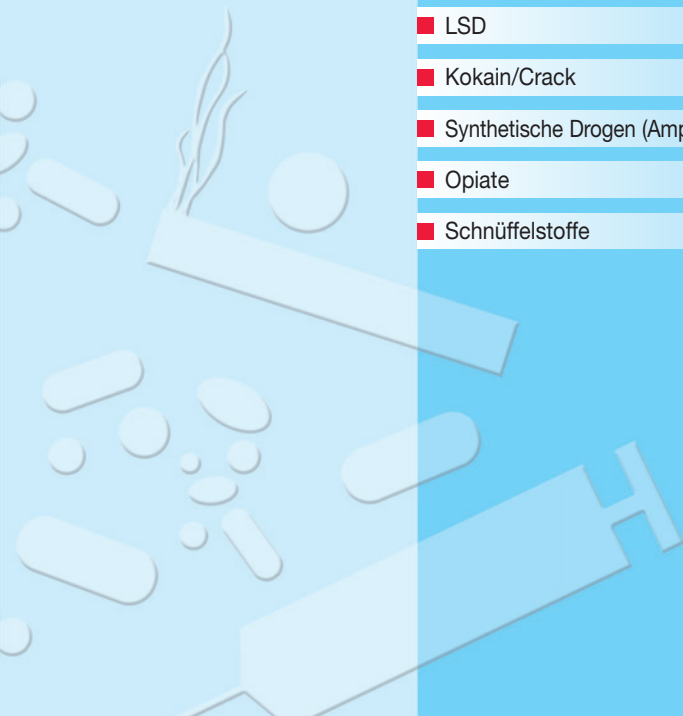 LSD
Kokain/Crack
Synthetische Drogen (Amp
Opiate
Schnüffelstoffe